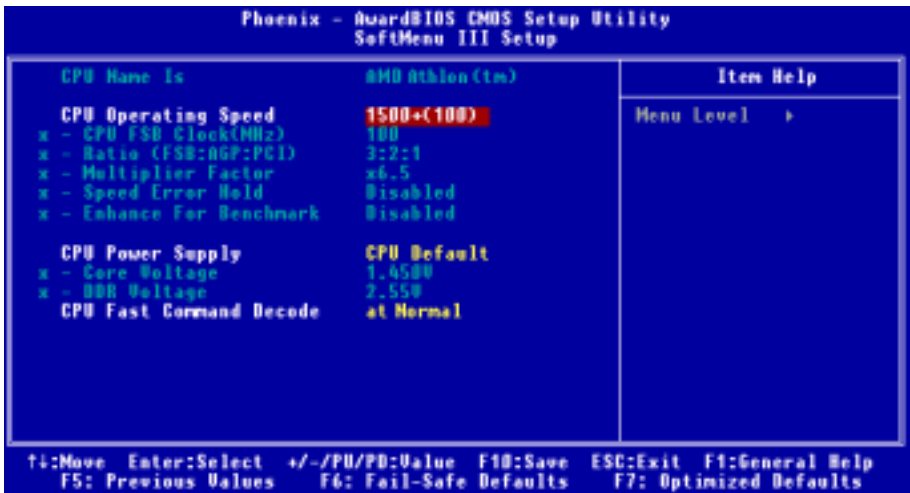 Phoenix - AwardBIOS CMOS Setup Utility
SoftMenu III Setup
CPU Name Is AMD Athlon(tm)
Item Help
CPU Operating Speed 1500+(100)
Menu Level ▸
x - CPU FSB Clock(MHz) 100
x - Ratio (FSB:AGP:PCI) 3:2:1
x - Multiplier Factor x6.5
x - Speed Error Hold Disabled
x - Enhance For Benchmark Disabled
CPU Power Supply CPU Default
x - Core Voltage 1.450V
x - DDR Voltage 2.55V
CPU Fast Command Decode at Normal
↑↓:Move Enter:Select +/-/PU/PD:Value F10:Save ESC:Exit F1:General Help
F5: Previous Values F6: Fail-Safe Defaults F7: Optimized Defaults